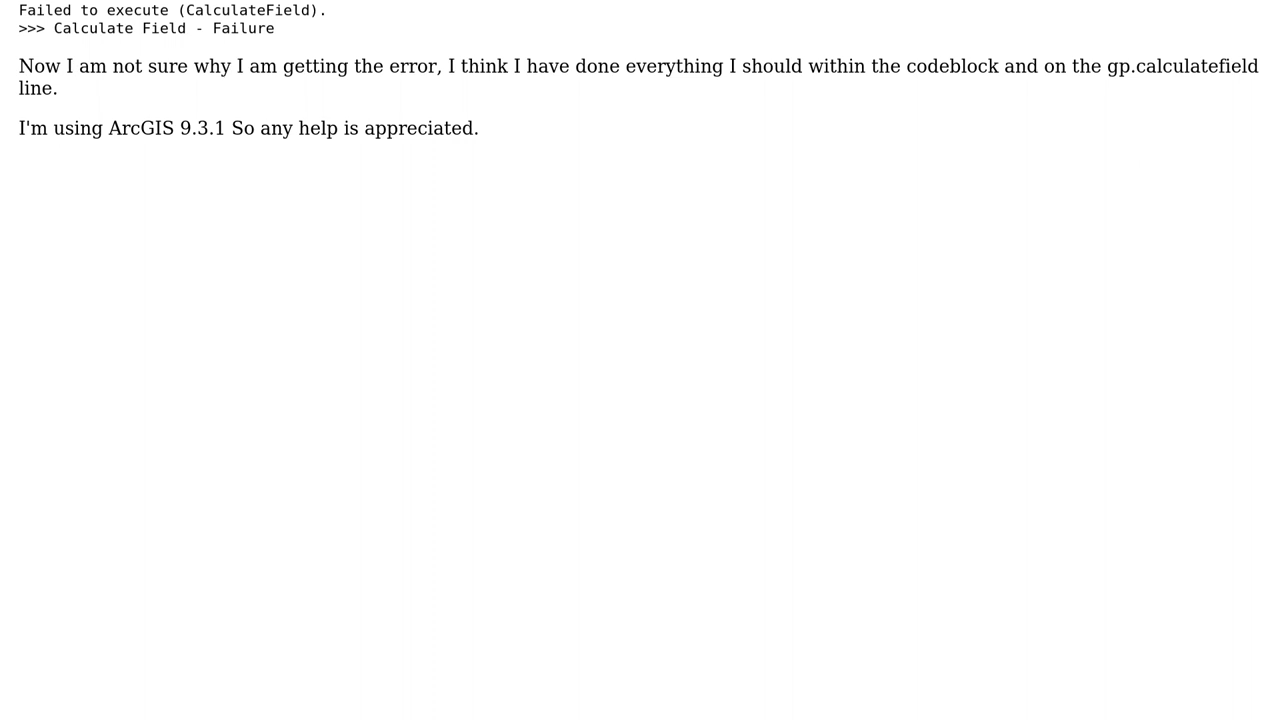 Failed to execute (CalculateField).
>>> Calculate Field - Failure
Now I am not sure why I am getting the error, I think I have done everything I should within the codeblock and on the gp.calculatefield
line.
I'm using ArcGIS 9.3.1 So any help is appreciated.